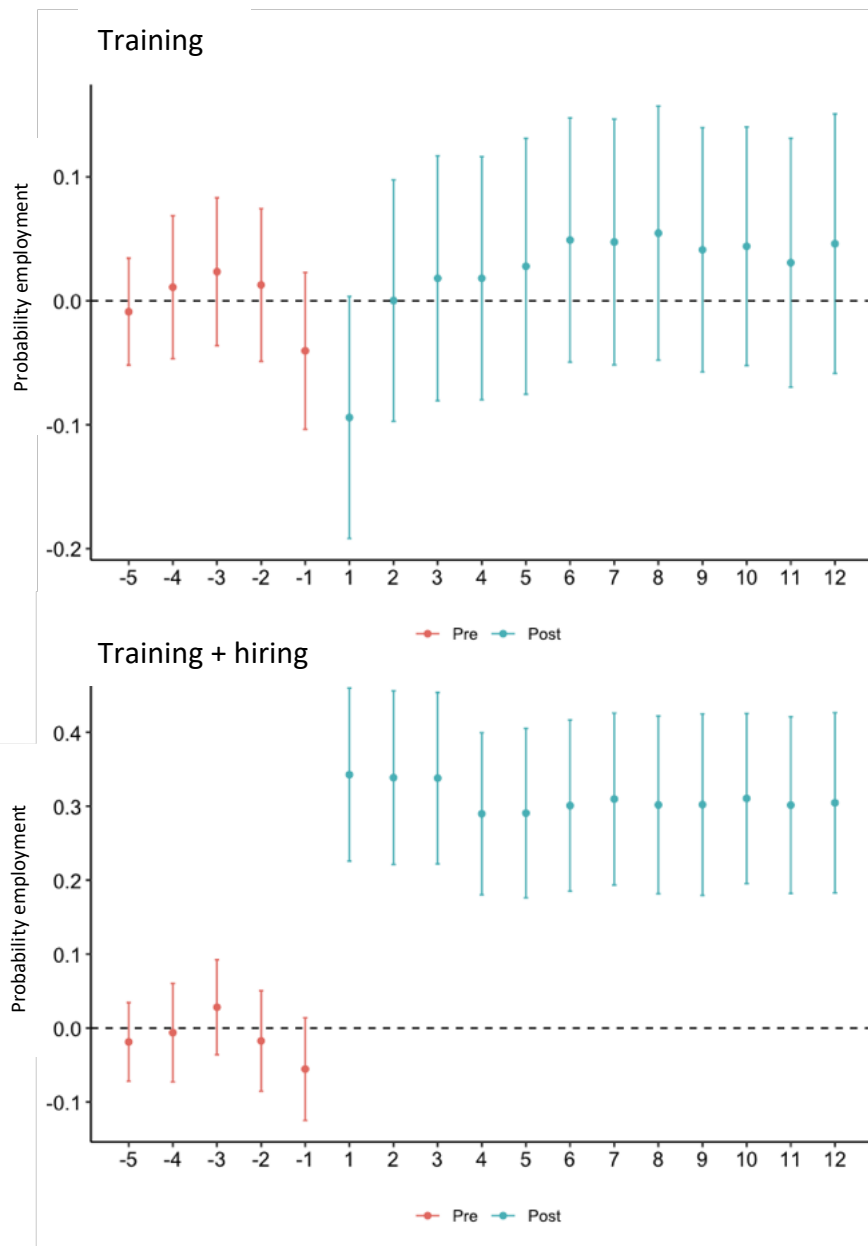 Training
Probability employment
0.1
0.0
-0.1
-0.2
-5 -4 -3 -2 -1 1 2 3 4 5 6 7 8 9 10 11 12
Pre Post
Training + hiring
Probability employment
0.4
0.3
0.2
0.1
0.0
-0.1
-5 -4 -3 -2 -1 1 2 3 4 5 6 7 8 9 10 11 12
Pre Post